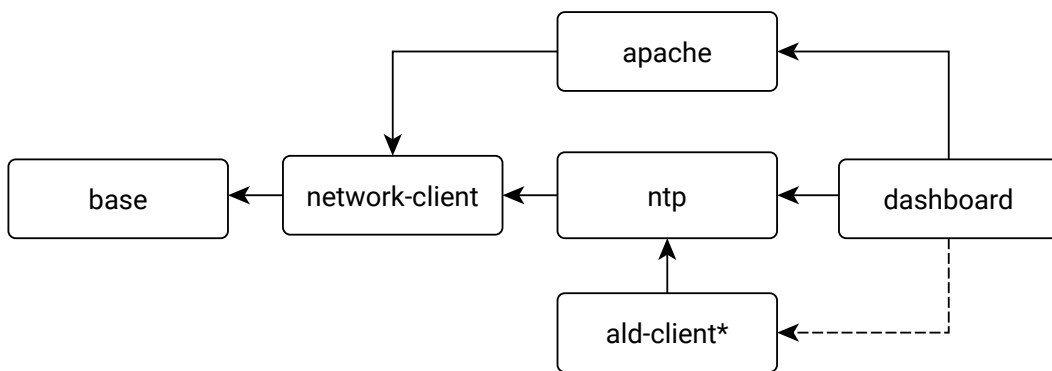 apache
base
network-client
ntp
dashboard
ald-client*